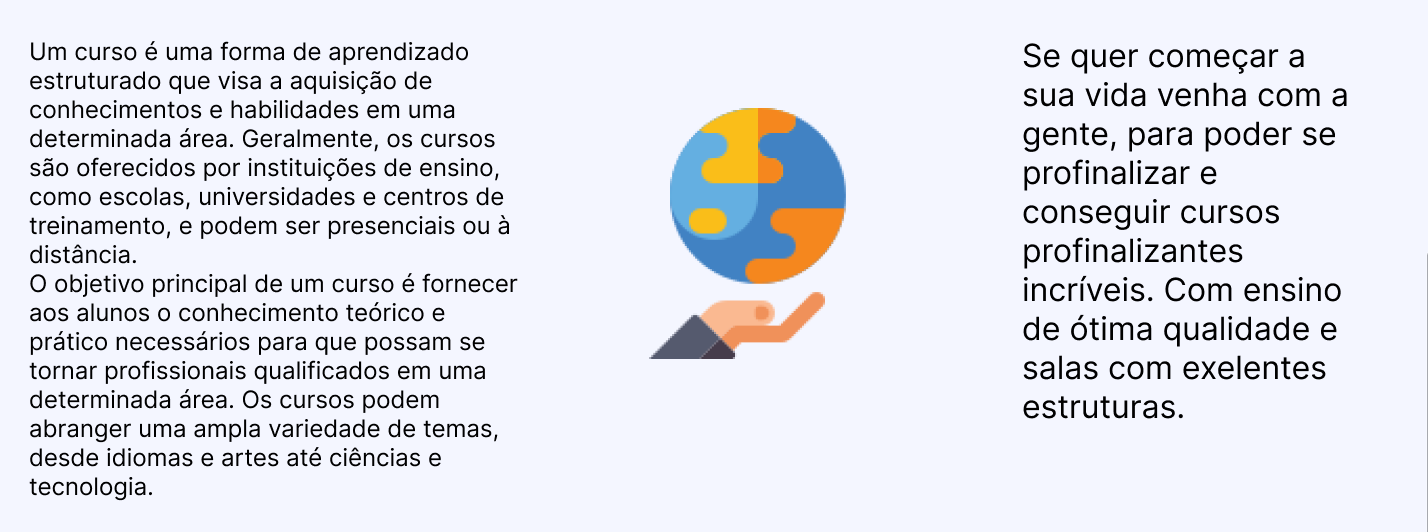 Um curso é uma forma de aprendizado
estruturado que visa a aquisição de
conhecimentos e habilidades em uma
determinada área. Geralmente, os cursos
são oferecidos por instituições de ensino,
como escolas, universidades e centros de
treinamento, e podem ser presenciais ou à
distância.
O objetivo principal de um curso é fornecer
aos alunos o conhecimento teórico e
prático necessários para que possam se
tornar profissionais qualificados em uma
determinada área. Os cursos podem
abranger uma ampla variedade de temas,
desde idiomas e artes até ciências e
tecnologia.
Se quer começar a
sua vida venha com a
gente, para poder se
profinalizar e
conseguir cursos
profinalizantes
incríveis. Com ensino
de ótima qualidade e
salas com exelentes
estruturas.